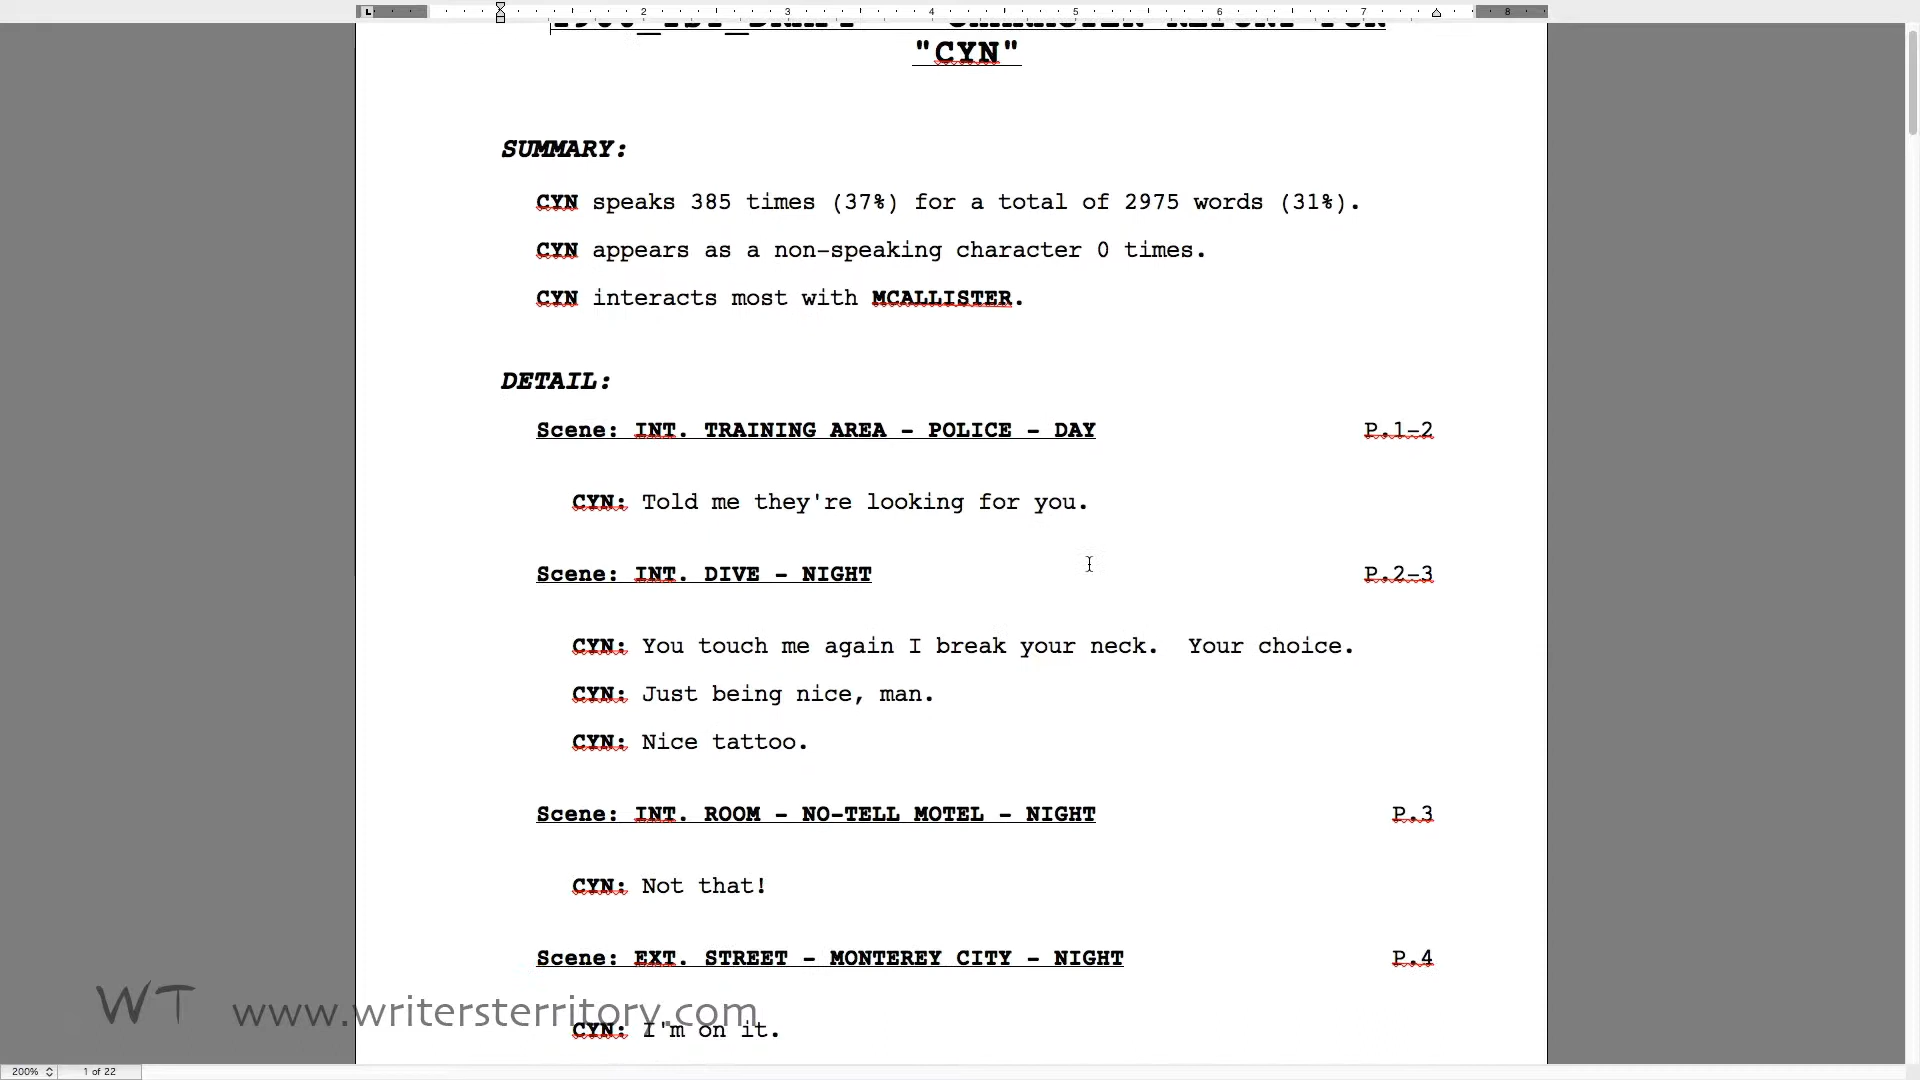 "CYN"
SUMMARY:
CYN speaks 385 times (37%) for a total of 2975 words (31%).
CYN appears as a non-speaking character 0 times.
CYN interacts most with MCALLISTER.
DETAIL:
Scene: INT. TRAINING AREA - POLICE - DAY P.1-2
CYN: Told me they're looking for you.
Scene: INT. DIVE - NIGHT P.2-3
CYN: You touch me again I break your neck.  Your choice.
CYN: Just being nice, man.
CYN: Nice tattoo.
Scene: INT. ROOM - NO-TELL MOTEL - NIGHT P.3
CYN: Not that!
Scene: EXT. STREET - MONTEREY CITY - NIGHT P.4
CYN: I'm on it.
WT www.writersterritory.com
200% 1 of 22